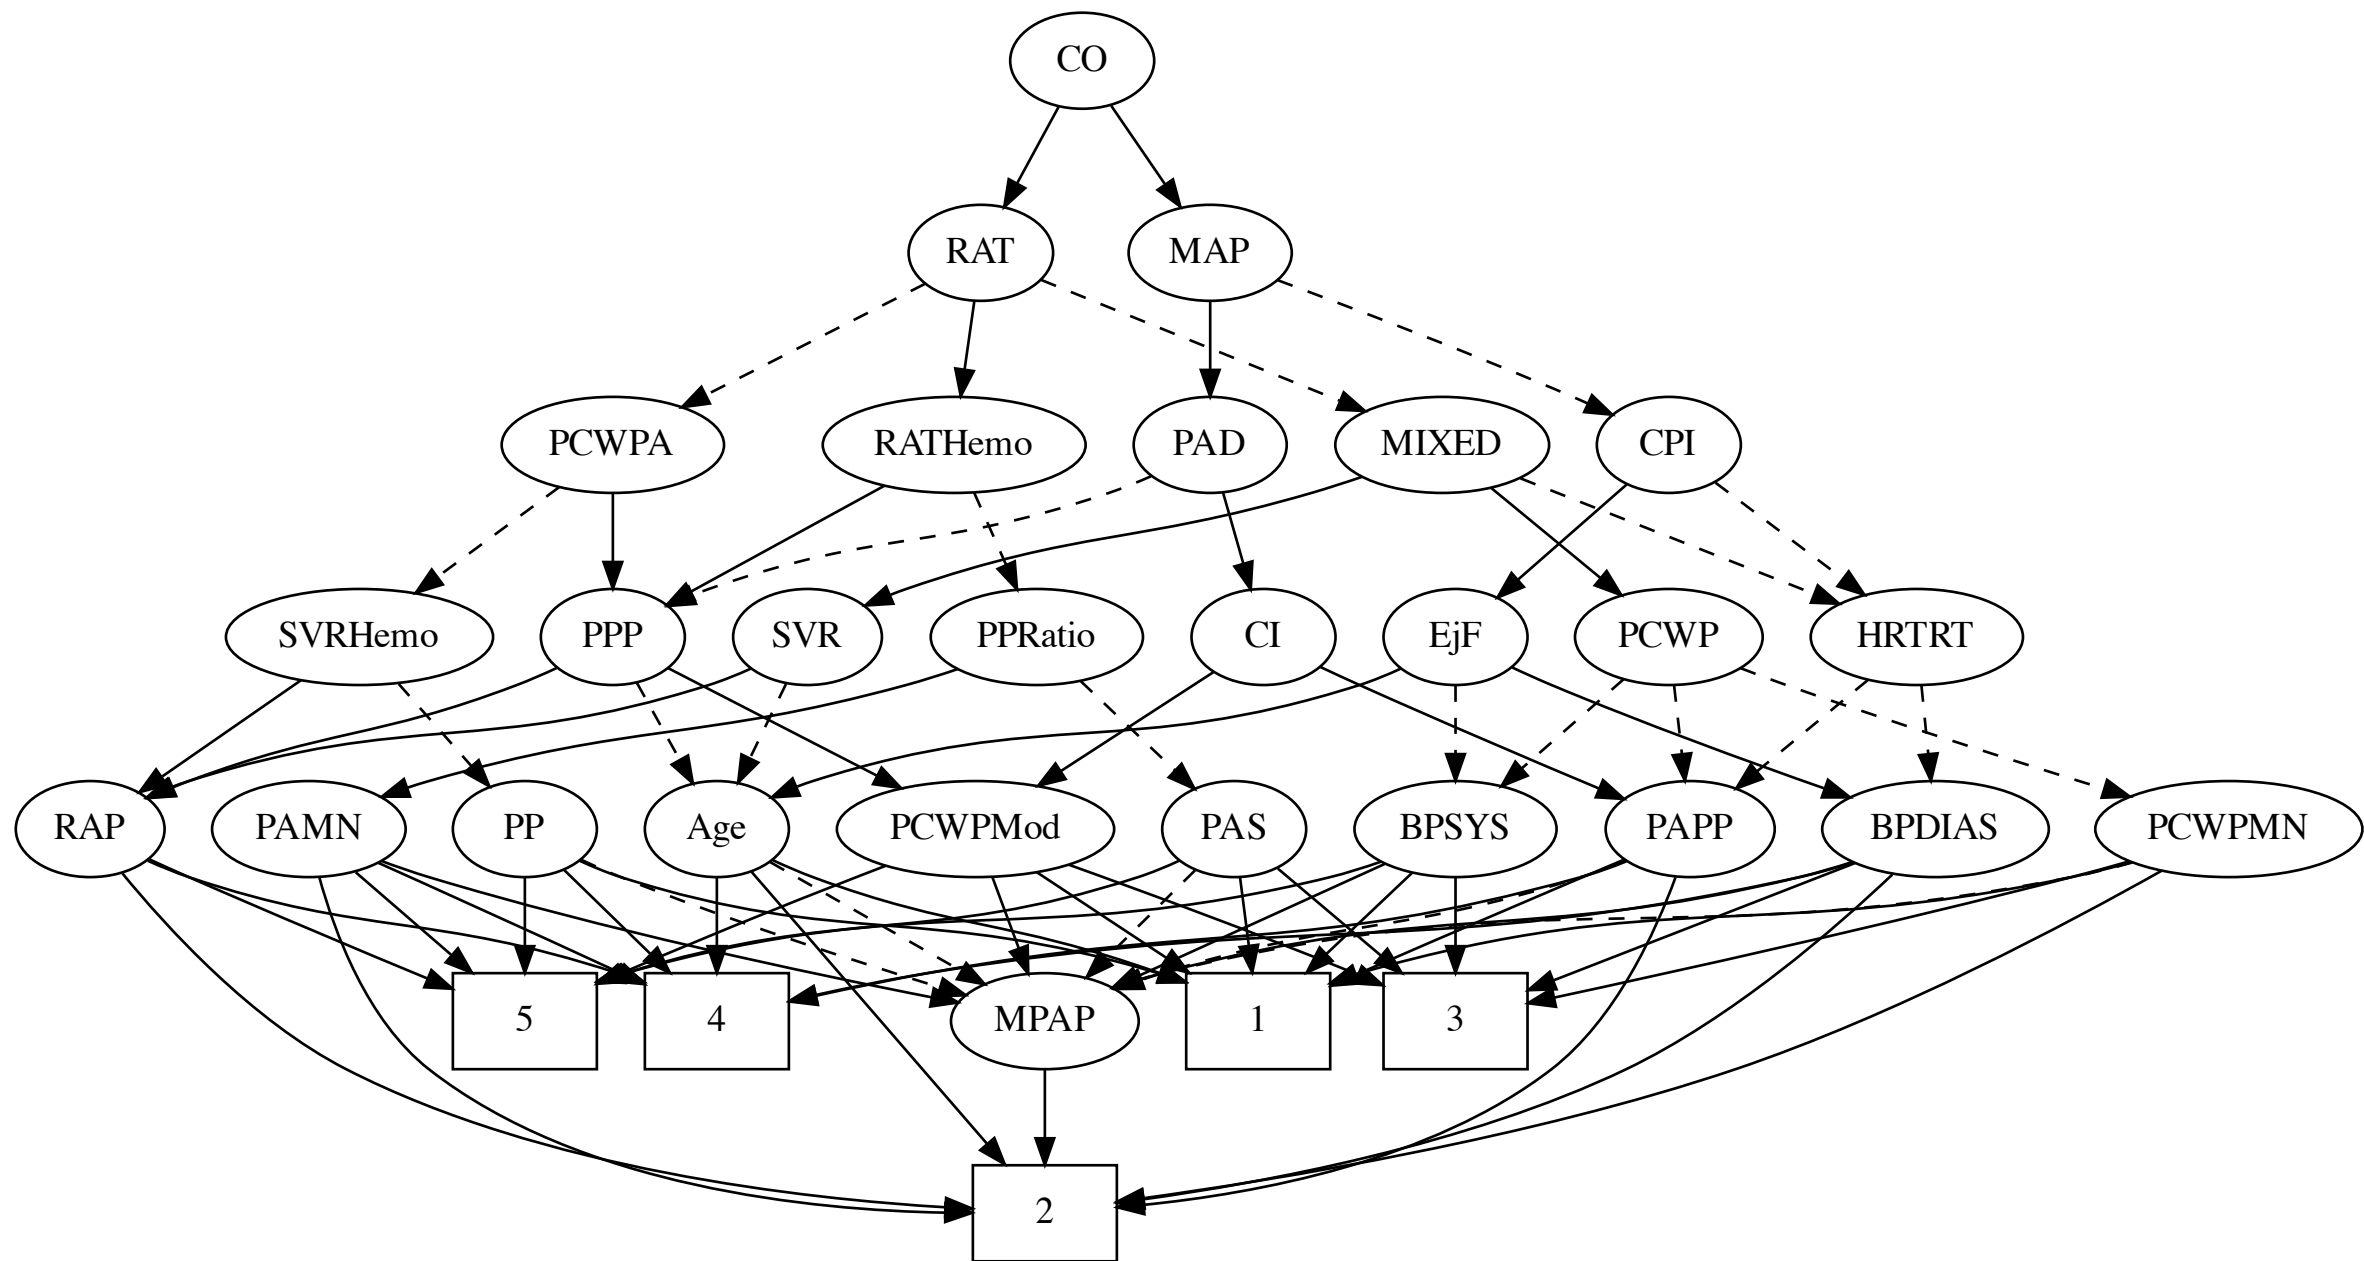 CO
RAT
MAP
PCWPA
RATHemo
PAD
MIXED
CPI
SVRHemo
PPP
SVR
PPRatio
CI
EjF
PCWP
HRTRT
RAP
PAMN
PP
Age
PCWPMod
PAS
BPSYS
PAPP
BPDIAS
PCWPMN
5
4
MPAP
1
3
2